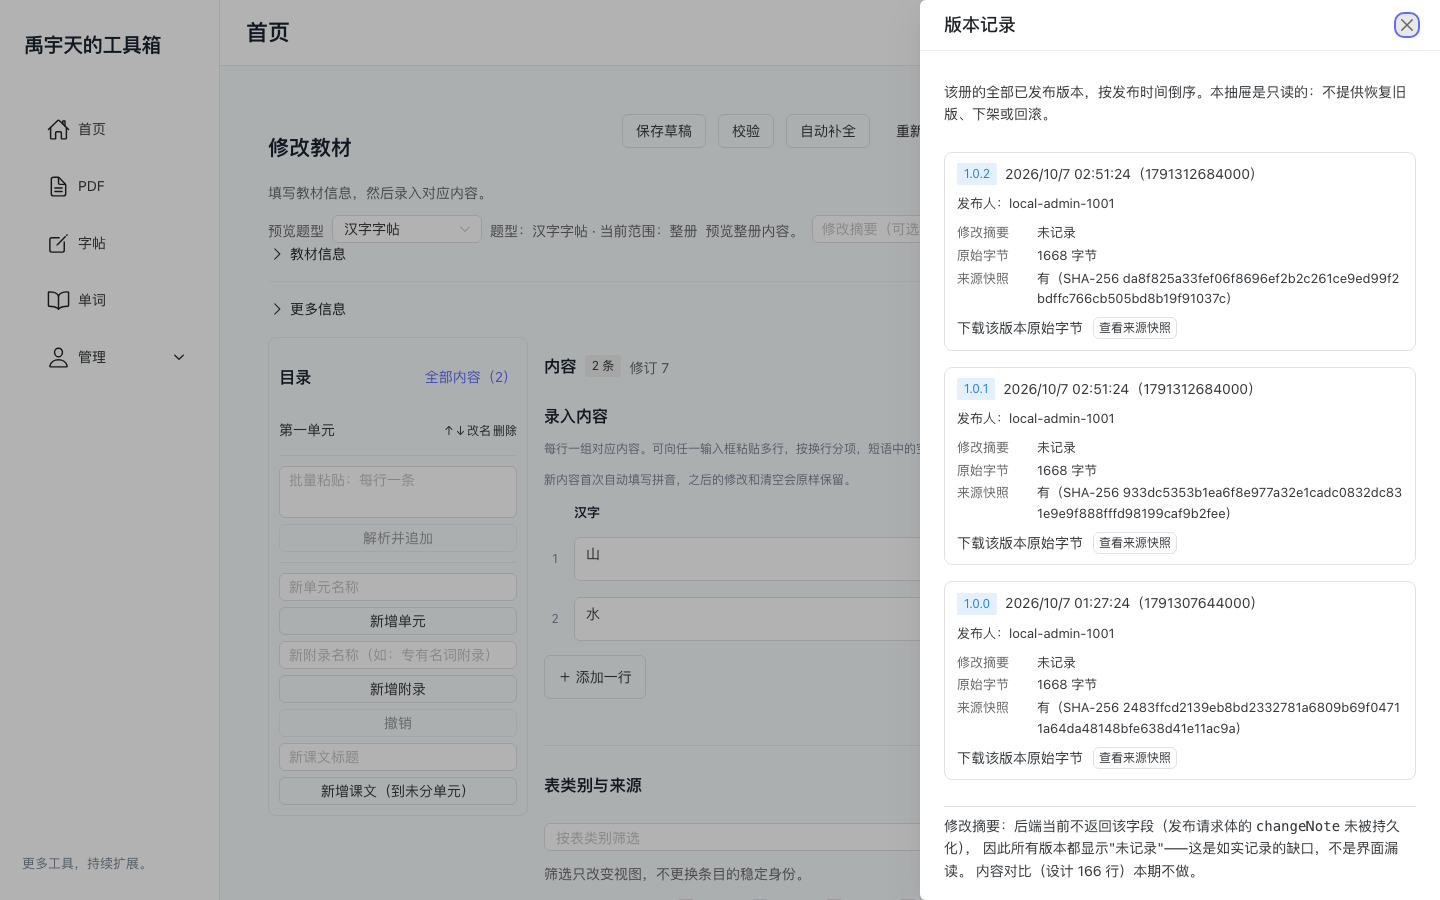 禹宇天的工具箱
首页
PDF
字帖
单词
管理
更多工具，持续扩展。
首页
修改教材
保存草稿
校验
自动补全
重新
填写教材信息，然后录入对应内容。
预览题型
汉字字帖
题型：汉字字帖 · 当前范围：整册 预览整册内容。
修改摘要（可选
教材信息
更多信息
目录
全部内容（2）
第一单元
↑ ↓ 改名 删除
批量粘贴：每行一条
解析并追加
新单元名称
新增单元
新附录名称（如：专有名词附录）
新增附录
撤销
新课文标题
新增课文（到未分单元）
内容 2 条 修订 7
录入内容
每行一组对应内容。可向任一输入框粘贴多行，按换行分项，短语中的
新内容首次自动填写拼音，之后的修改和清空会原样保留。
汉字
1 山
2 水
+ 添加一行
表类别与来源
按表类别筛选
筛选只改变视图，不更换条目的稳定身份。
版本记录
该册的全部已发布版本，按发布时间倒序。本抽屉是只读的：不提供恢复旧
版、下架或回滚。
1.0.2 2026/10/7 02:51:24（1791312684000）
发布人：local-admin-1001
修改摘要 未记录
原始字节 1668 字节
来源快照 有（SHA-256 da8f825a33fef06f8696ef2b2c261ce9ed99f2
bdffc766cb505bd8b19f91037c）
下载该版本原始字节 查看来源快照
1.0.1 2026/10/7 02:51:24（1791312684000）
发布人：local-admin-1001
修改摘要 未记录
原始字节 1668 字节
来源快照 有（SHA-256 933dc5353b1ea6f8e977a32e1cadc0832dc83
1e9e9f888fffd98199caf9b2fee）
下载该版本原始字节 查看来源快照
1.0.0 2026/10/7 01:27:24（1791307644000）
发布人：local-admin-1001
修改摘要 未记录
原始字节 1668 字节
来源快照 有（SHA-256 2483ffcd2139eb8bd2332781a6809b69f0471
1a64da48148bfe638d41e11ac9a）
下载该版本原始字节 查看来源快照
修改摘要：后端当前不返回该字段（发布请求体的 changeNote 未被持久
化），因此所有版本都显示"未记录"——这是如实记录的缺口，不是界面漏
读。 内容对比（设计 166 行）本期不做。